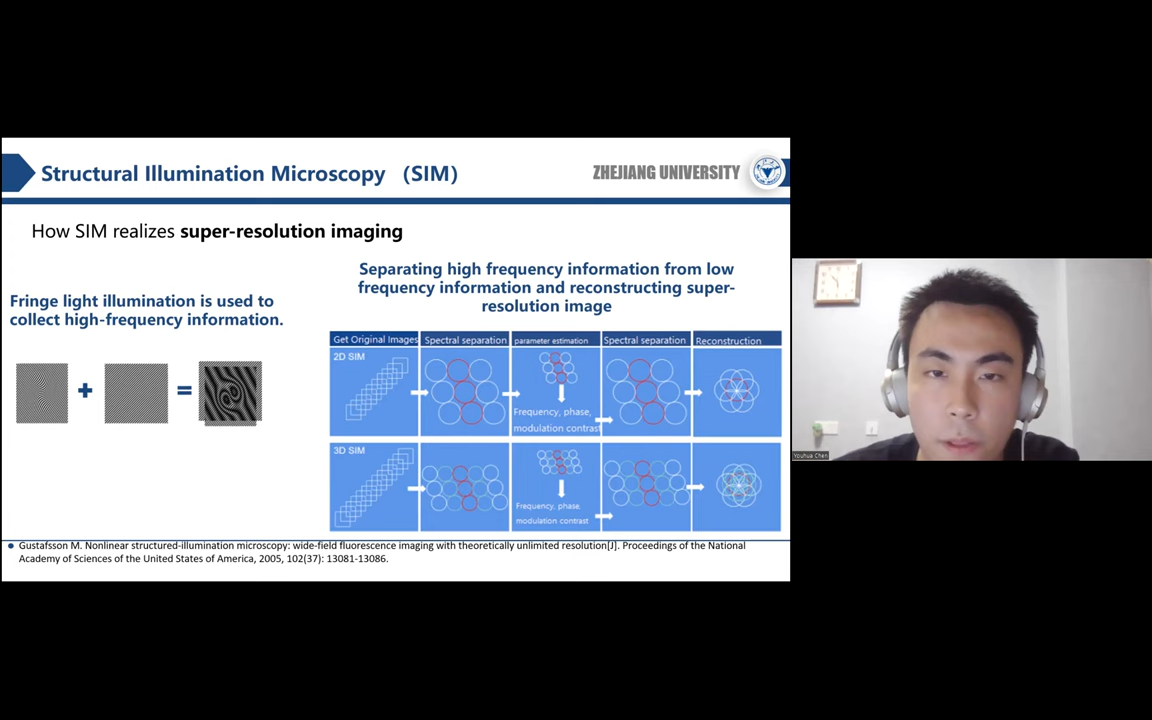 Structural Illumination Microscopy （SIM）
ZHEJIANG UNIVERSITY
How SIM realizes super-resolution imaging
Fringe light illumination is used to
collect high-frequency information.
+
=
Separating high frequency information from low
frequency information and reconstructing super-
resolution image
Get Original Images
Spectral separation
parameter estimation
Spectral separation
Reconstruction
2D SIM
Frequency, phase,
modulation contrast
3D SIM
Frequency, phase,
modulation contrast
Gustafsson M. Nonlinear structured-illumination microscopy: wide-field fluorescence imaging with theoretically unlimited resolution[J]. Proceedings of the National
Academy of Sciences of the United States of America, 2005, 102(37): 13081-13086.
Youhua Chen